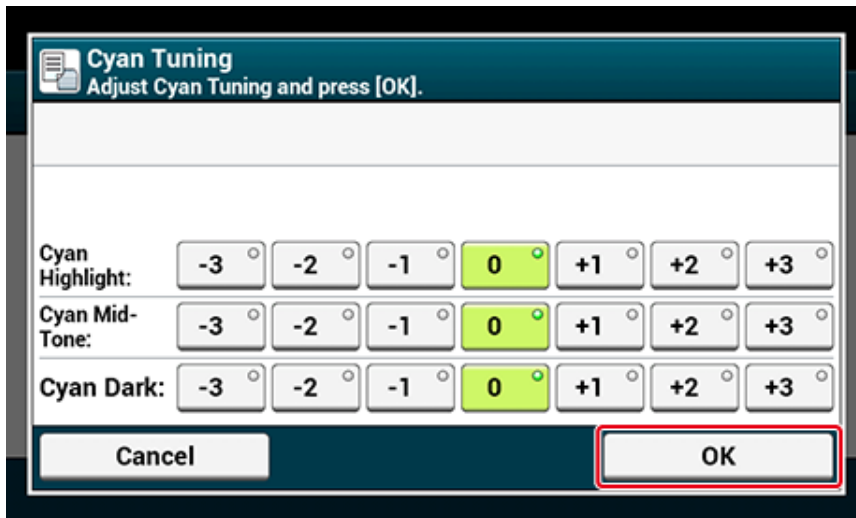 Cyan Tuning
Adjust Cyan Tuning and press [OK].
Cyan
Highlight: -3 -2 -1 0 +1 +2 +3
Cyan Mid-
Tone: -3 -2 -1 0 +1 +2 +3
Cyan Dark: -3 -2 -1 0 +1 +2 +3
Cancel OK